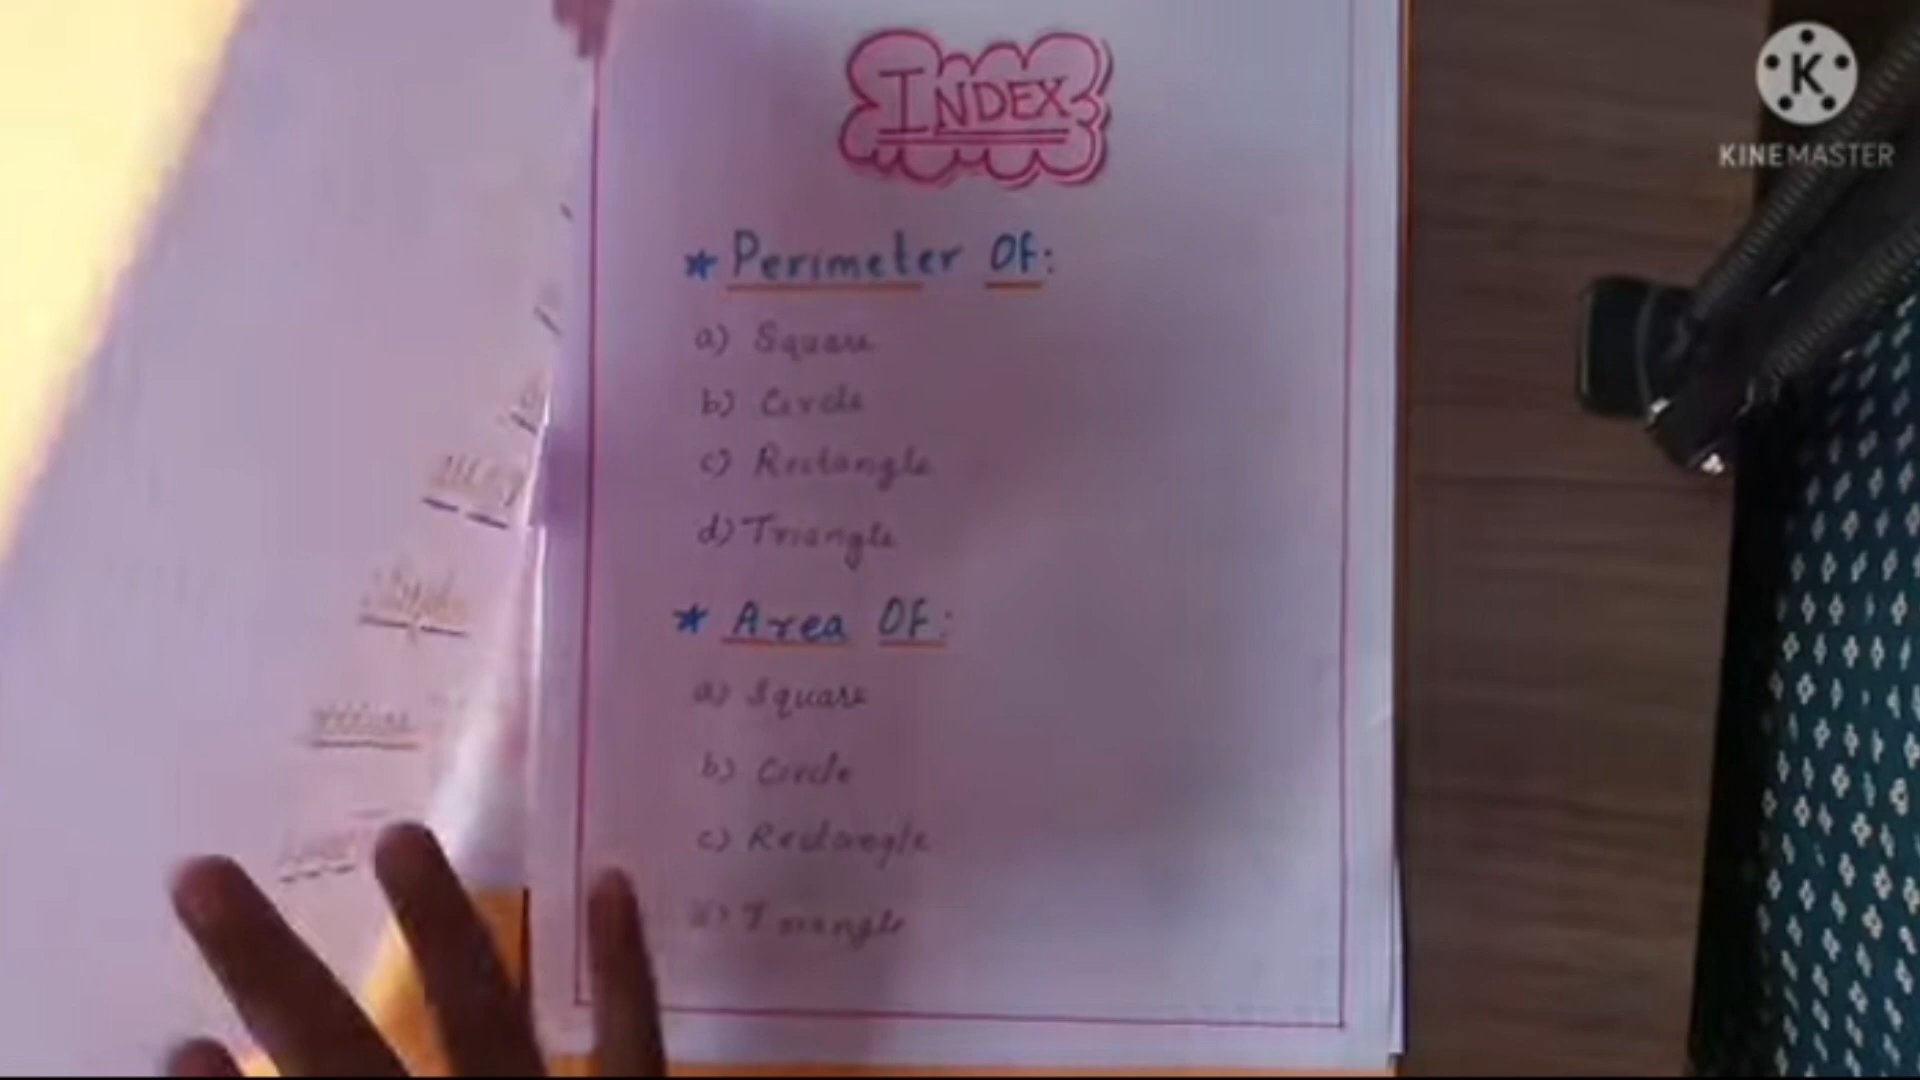 INDEX
KINEMASTER
* Perimeter Of:
a) Square
b) Circle
c) Rectangle
d) Triangle
* Area Of:
a) Square
b) Circle
c) Rectangle
d) Triangle